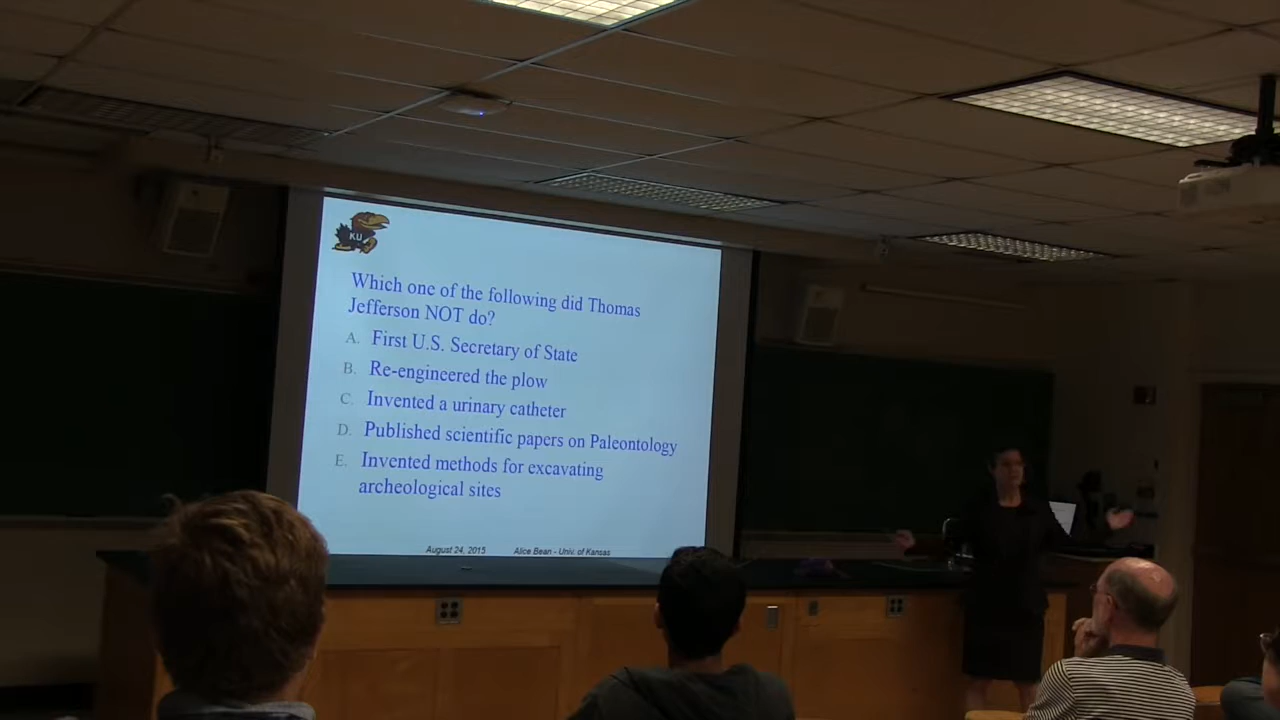 KU
Which one of the following did Thomas
Jefferson NOT do?
A. First U.S. Secretary of State
B. Re-engineered the plow
C. Invented a urinary catheter
D. Published scientific papers on Paleontology
E. Invented methods for excavating
archeological sites
August 24, 2015 Alice Bean - Univ. of Kansas